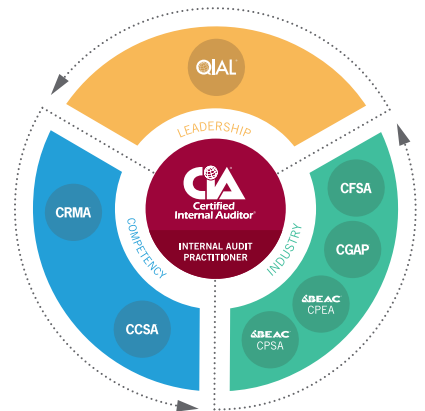 QIAL®
LEADERSHIP
CIA
Certified
Internal Auditor®
INTERNAL AUDIT
PRACTITIONER
COMPETENCY
INDUSTRY
CRMA
CCSA
CFSA
CGAP
BEAC
CPEA
BEAC
CPSA